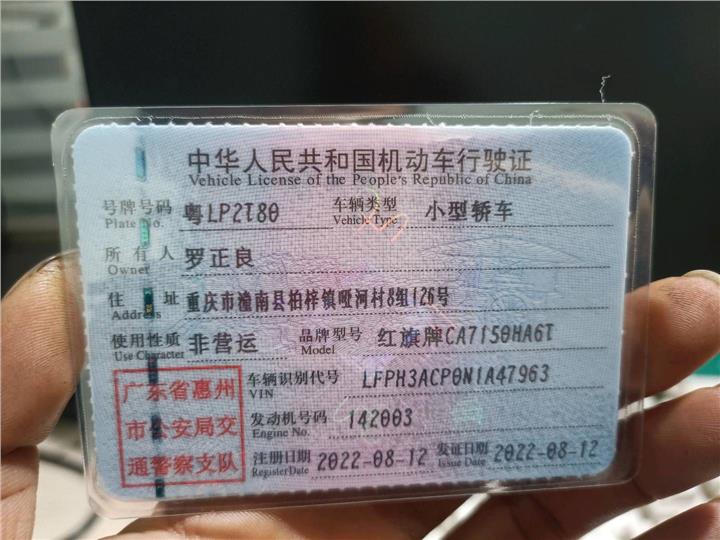 中华人民共和国机动车行驶证
Vehicle License of the People's Republic of China
号牌号码 粤LP2T80 车辆类型 小型轿车
Plate No. Vehicle Type
所有人 罗正良
Owner
住址 重庆市潼南县柏梓镇哑河村8组126号
Address
使用性质 非营运 品牌型号 红旗牌CA7150HA6T
Use Character Model
车辆识别代号 LFPH3ACP0N1A47963
VIN
发动机号码 142003
Engine No.
注册日期 2022-08-12 发证日期 2022-08-12
Register Date Issue Date
广东省惠州
市公安局交
通警察支队